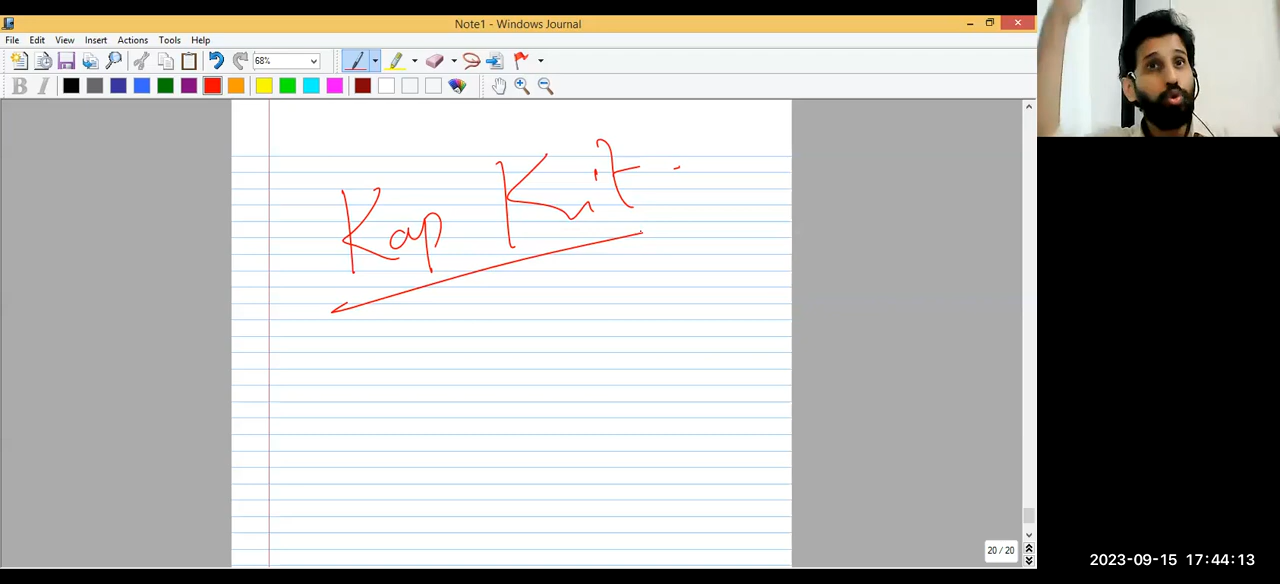 Note1 - Windows Journal
File Edit View Insert Actions Tools Help
68%
B I
Kap Kit
20 / 20
2023-09-15 17:44:13